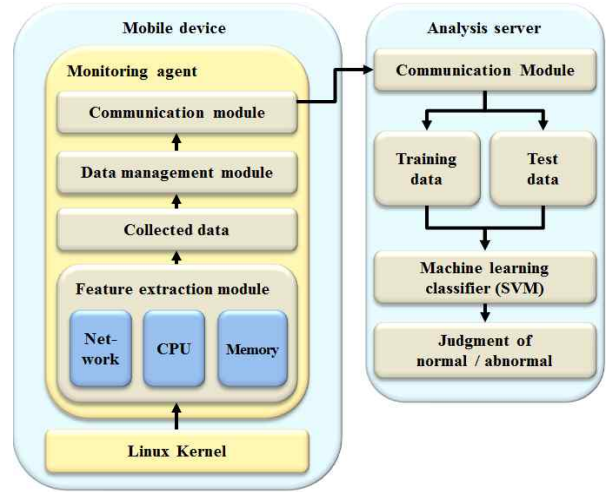 Mobile device
Monitoring agent
Communication module
Data management module
Collected data
Feature extraction module
Net-
work
CPU
Memory
Linux Kernel
Analysis server
Communication Module
Training
data
Test
data
Machine learning
classifier (SVM)
Judgment of
normal / abnormal